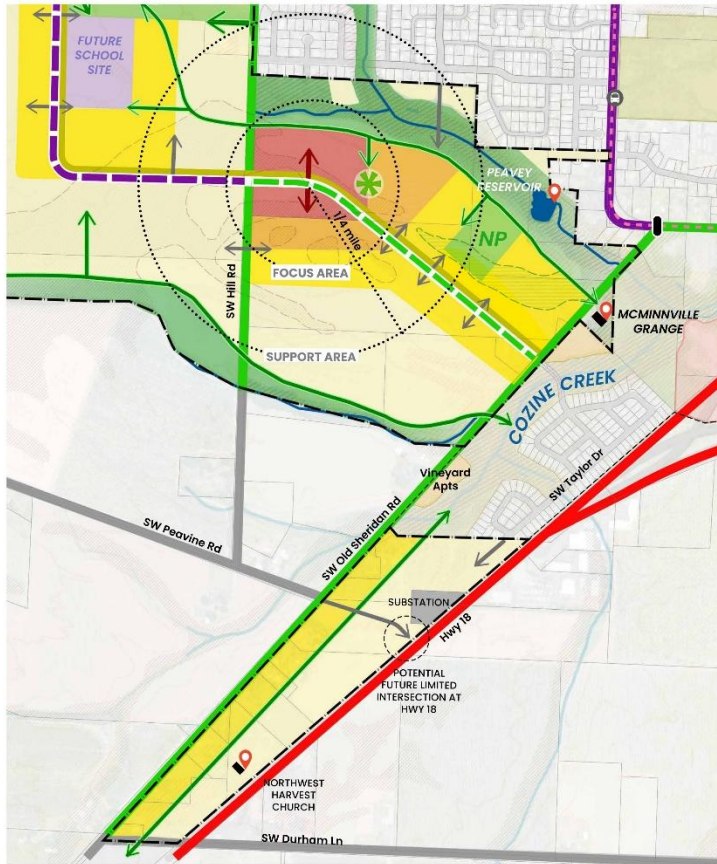 FUTURE
SCHOOL
SITE
PEAVEY
RESERVOIR
NP
1/4 mile
FOCUS AREA
SW Hill Rd
SUPPORT AREA
MCMINNVILLE
GRANGE
COZINE CREEK
Vineyard
Apts
SW Taylor Dr
SW Old Sheridan Rd
SW Peavine Rd
SUBSTATION
Hwy 18
POTENTIAL
FUTURE LIMITED
INTERSECTION AT
HWY 18
NORTHWEST
HARVEST
CHURCH
SW Durham Ln